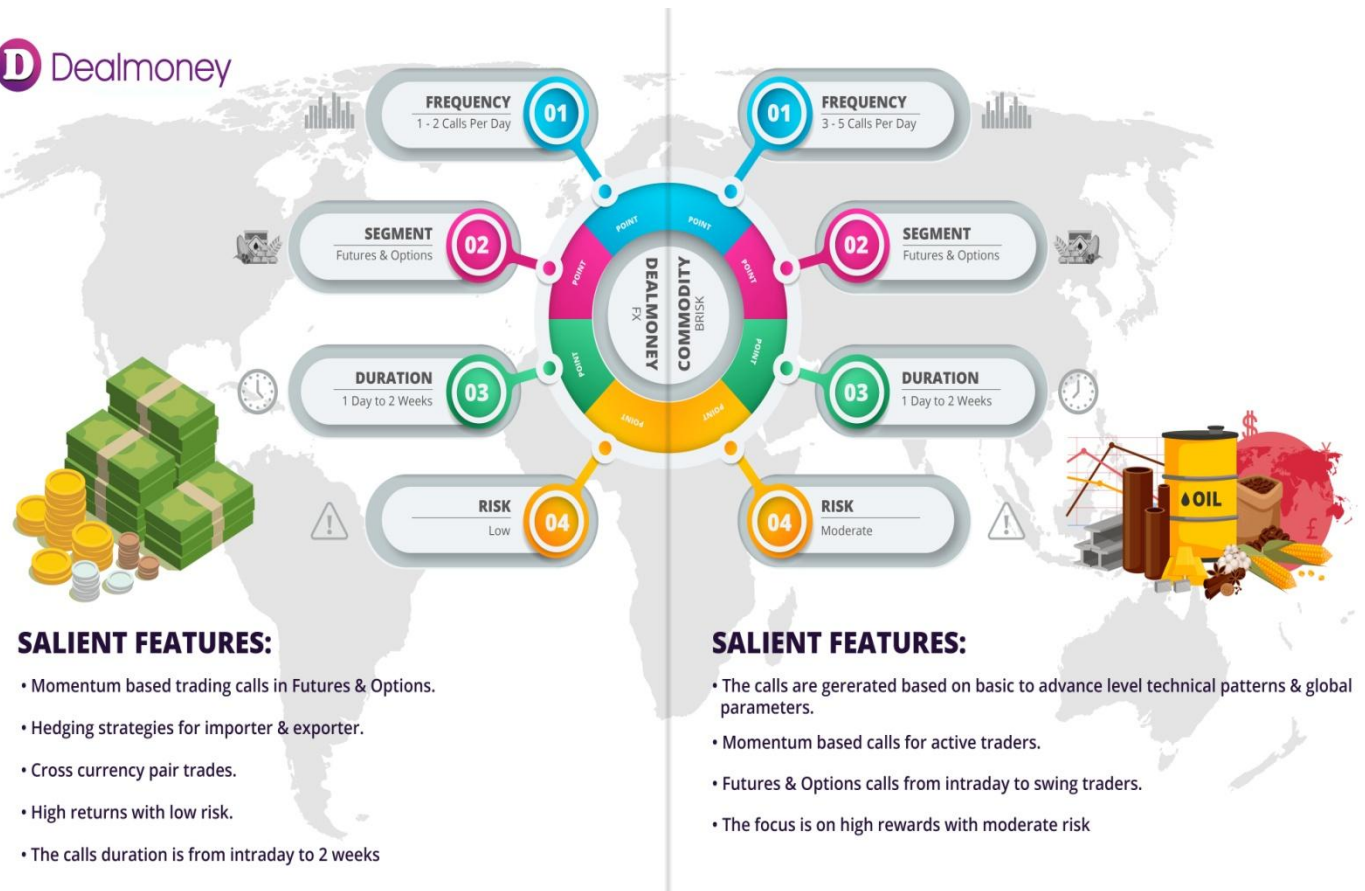 D Dealmoney
FREQUENCY
1 - 2 Calls Per Day
01
SEGMENT
Futures & Options
02
DURATION
1 Day to 2 Weeks
03
RISK
Low
04
POINT
POINT
POINT
POINT
DEALMONEY
FX
COMMODITY
BRISK
POINT
POINT
POINT
POINT
01
FREQUENCY
3 - 5 Calls Per Day
02
SEGMENT
Futures & Options
03
DURATION
1 Day to 2 Weeks
04
RISK
Moderate
OIL
$
¥
£
SALIENT FEATURES:
• Momentum based trading calls in Futures & Options.
• Hedging strategies for importer & exporter.
• Cross currency pair trades.
• High returns with low risk.
• The calls duration is from intraday to 2 weeks
SALIENT FEATURES:
• The calls are gererated based on basic to advance level technical patterns & global
parameters.
• Momentum based calls for active traders.
• Futures & Options calls from intraday to swing traders.
• The focus is on high rewards with moderate risk